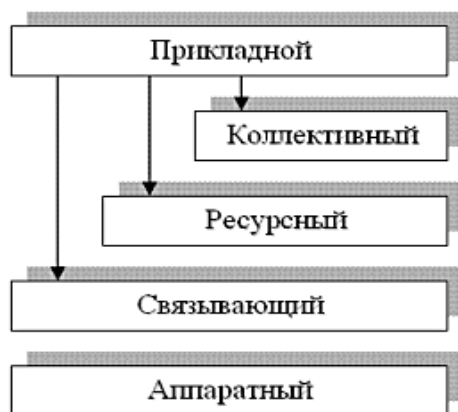 Прикладной
Коллективный
Ресурсный
Связывающий
Аппаратный